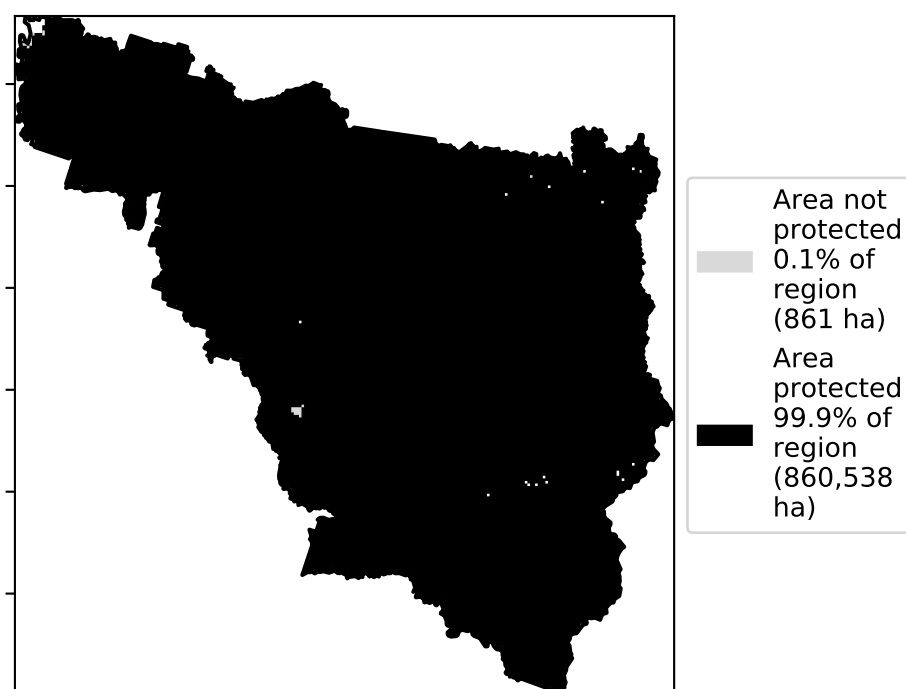 Area not
protected
0.1% of
region
(861 ha)
Area
protected
99.9% of
region
(860,538
ha)